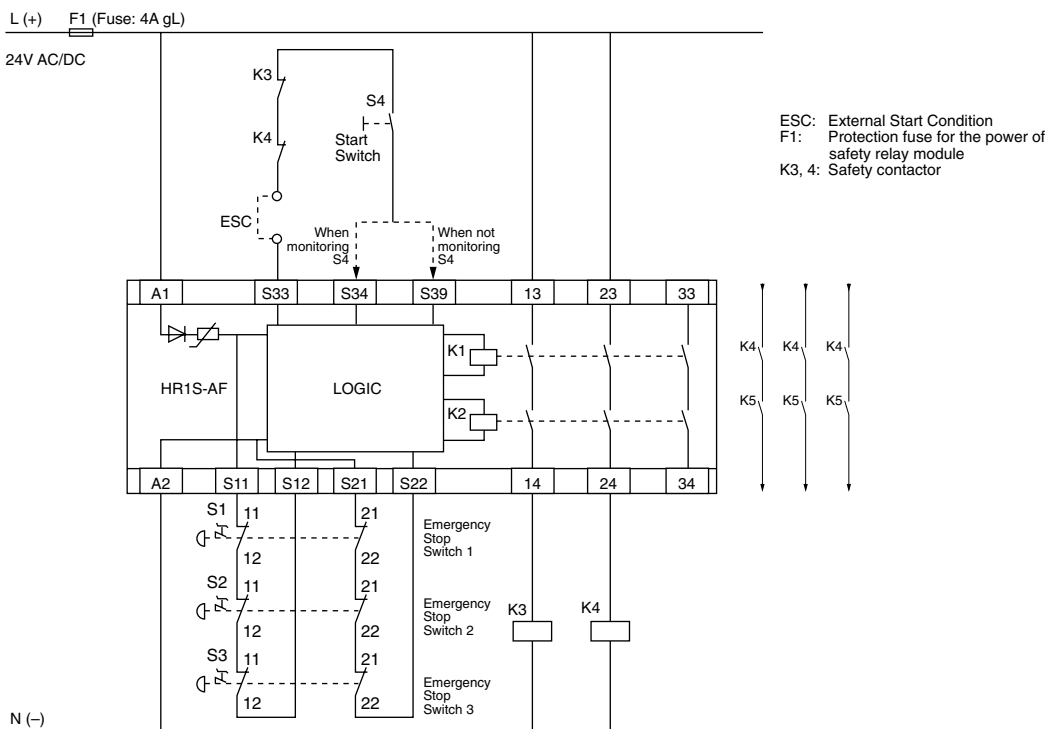 L (+)
F1 (Fuse: 4A gL)
24V AC/DC
K3
S4
K4
Start
Switch
ESC
When
monitoring
S4
When not
monitoring
S4
ESC: External Start Condition
F1: Protection fuse for the power of
safety relay module
K3, 4: Safety contactor
A1
S33
S34
S39
13
23
33
K1
K4
K4
K4
HR1S-AF
LOGIC
K2
K5
K5
K5
A2
S11
S12
S21
S22
14
24
34
S1
11
21
Emergency
Stop
Switch 1
12
22
S2
11
21
Emergency
Stop
Switch 2
12
22
K3
K4
S3
11
21
Emergency
Stop
Switch 3
12
22
N (–)